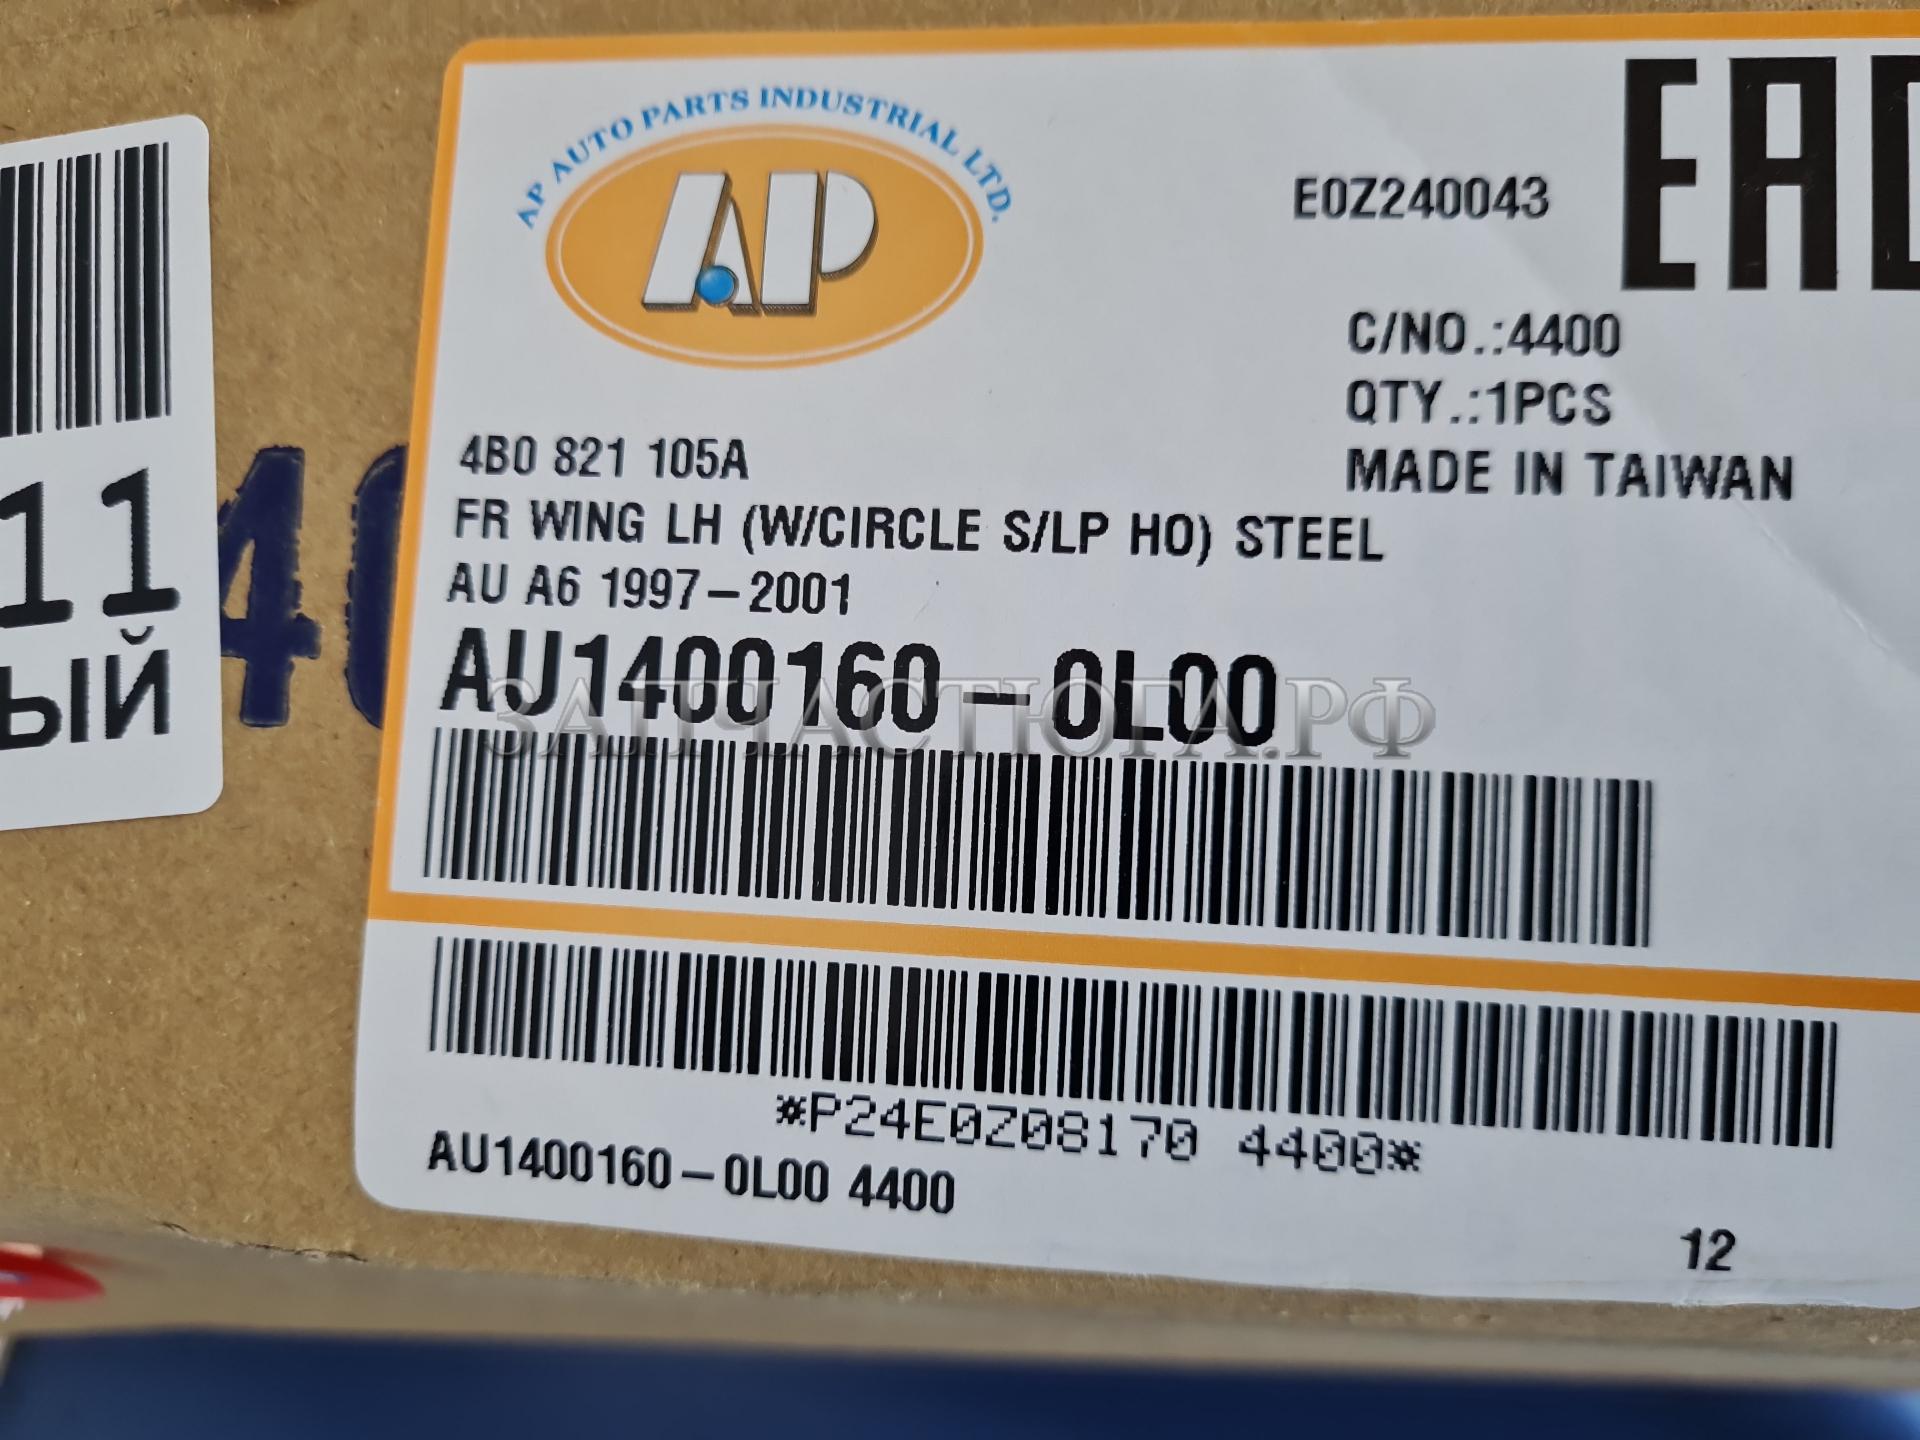 AP AUTO PARTS INDUSTRIAL LTD.
AP
E0Z240043
C/NO.:4400
QTY.:1PCS
MADE IN TAIWAN
4B0 821 105A
FR WING LH (W/CIRCLE S/LP HO) STEEL
AU A6 1997-2001
AU1400160-0L00
ЗАПЧАСТЮГА.РФ
*P24E0Z08170 4400*
AU1400160-0L00 4400
12
11
ЫЙ